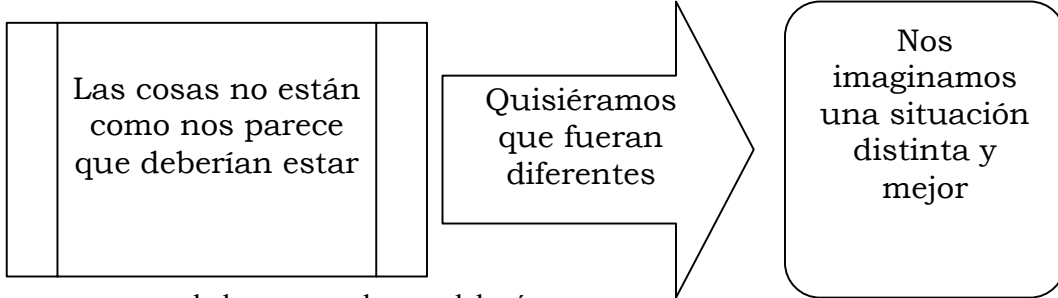 Las cosas no están
como nos parece
que deberían estar
Quisiéramos
que fueran
diferentes
Nos
imaginamos
una situación
distinta y
mejor